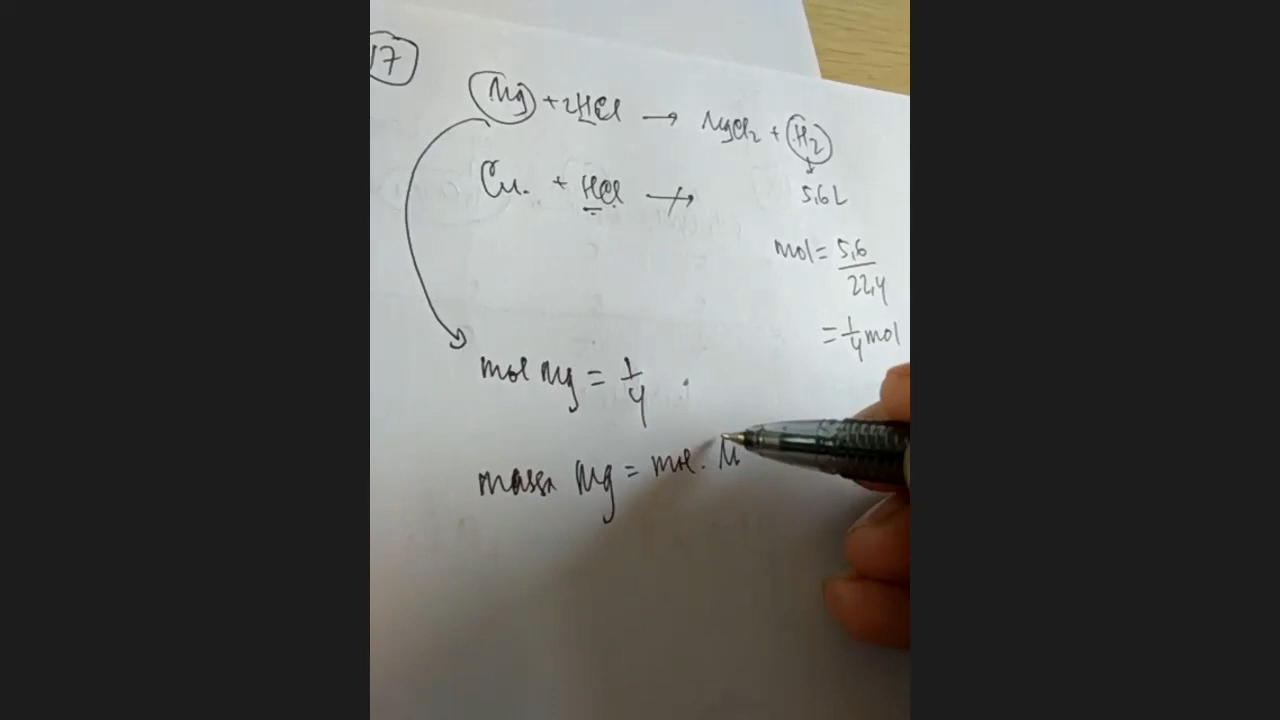 17
Mg + 2HCl → MgCl2 + H2
5,6 L
Cu + HCl ↛
mol = 5,6 / 22,4
= 1/4 mol
mol Mg = 1/4
massa Mg = mol . M